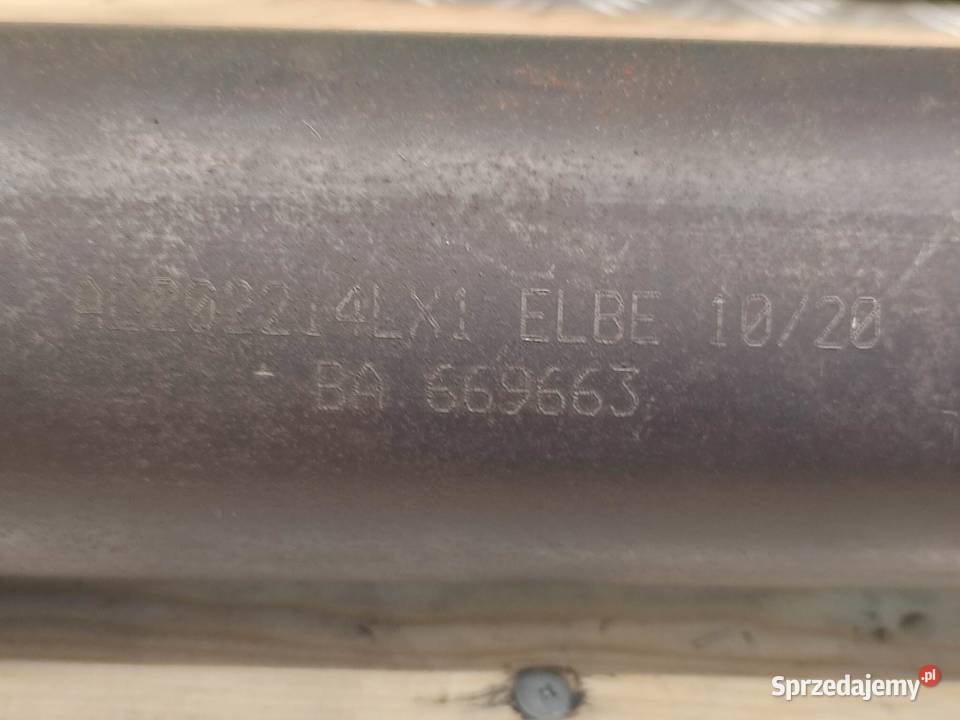 AL202214LX1 ELBE 10/20
BA 669663
Sprzedajemy.pl